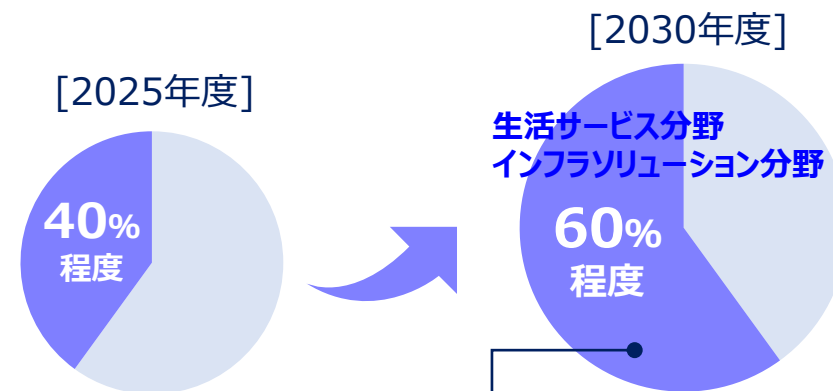 [2025年度]
40%
程度
[2030年度]
生活サービス分野
インフラソリューション分野
60%
程度